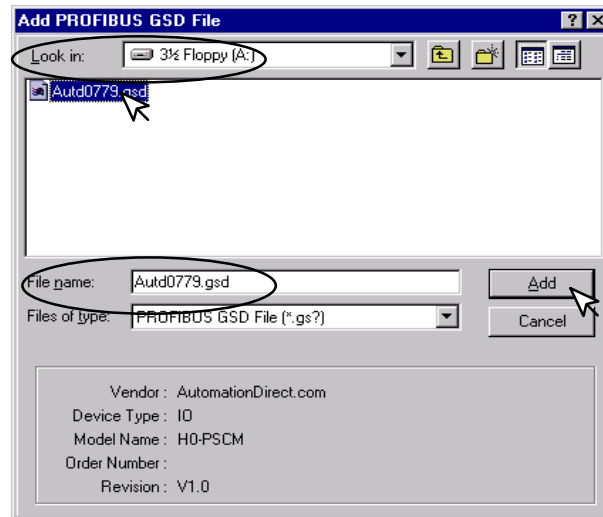 Add PROFIBUS GSD File
Look in: 3½ Floppy (A:)
Autd0779.gsd
File name: Autd0779.gsd Add
Files of type: PROFIBUS GSD File (*.gs?) Cancel
Vendor : AutomationDirect.com
Device Type : IO
Model Name : H0-PSCM
Order Number :
Revision : V1.0